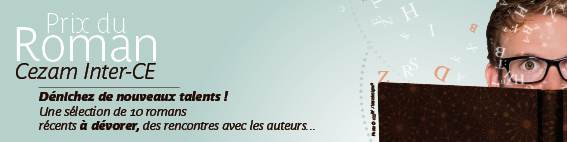 Prix du
Roman
Cezam Inter-CE
Dénichez de nouveaux talents !
Une sélection de 10 romans
récents à dévorer, des rencontres avec les auteurs...